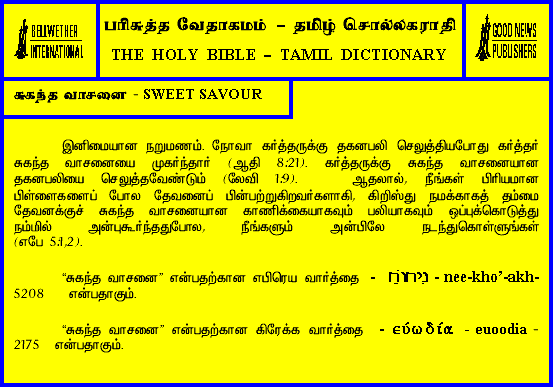 BELLWETHER
INTERNATIONAL
பரிசுத்த வேதாகமம் – தமிழ் சொல்லகராதி
THE HOLY BIBLE – TAMIL DICTIONARY
GOOD NEWS
PUBLISHERS
சுகந்த வாசனை - SWEET SAVOUR
இனிமையான நறுமணம். நோவா கர்த்தருக்கு தகனபலி செலுத்தியபோது கர்த்தர்
சுகந்த வாசனையை முகர்ந்தார் (ஆதி 8:21). கர்த்தருக்கு சுகந்த வாசனையான
தகனபலியை செலுத்தவேண்டும் (லேவி 1:9). ஆதலால், நீங்கள் பிரியமான
பிள்ளைகளைப் போல தேவனைப் பின்பற்றுகிறவர்களாகி, கிறிஸ்து நமக்காகத் தம்மை
தேவனக்குச் சுகந்த வாசனையான காணிக்கையாகவும் பலியாகவும் ஒப்புக்கொடுத்து
நம்மில் அன்புகூர்ந்ததுபோல, நீங்களும் அன்பிலே நடந்துகொள்ளுங்கள்
(எபே 5:1,2).
“சுகந்த வாசனை” என்பதற்கான எபிரெய வார்த்தை - נִיחוֹחַ - nee-kho’-akh-
5208 என்பதாகும்.
“சுகந்த வாசனை” என்பதற்கான கிரேக்க வார்த்தை - εὐωδία - euoodia -
2175 என்பதாகும்.